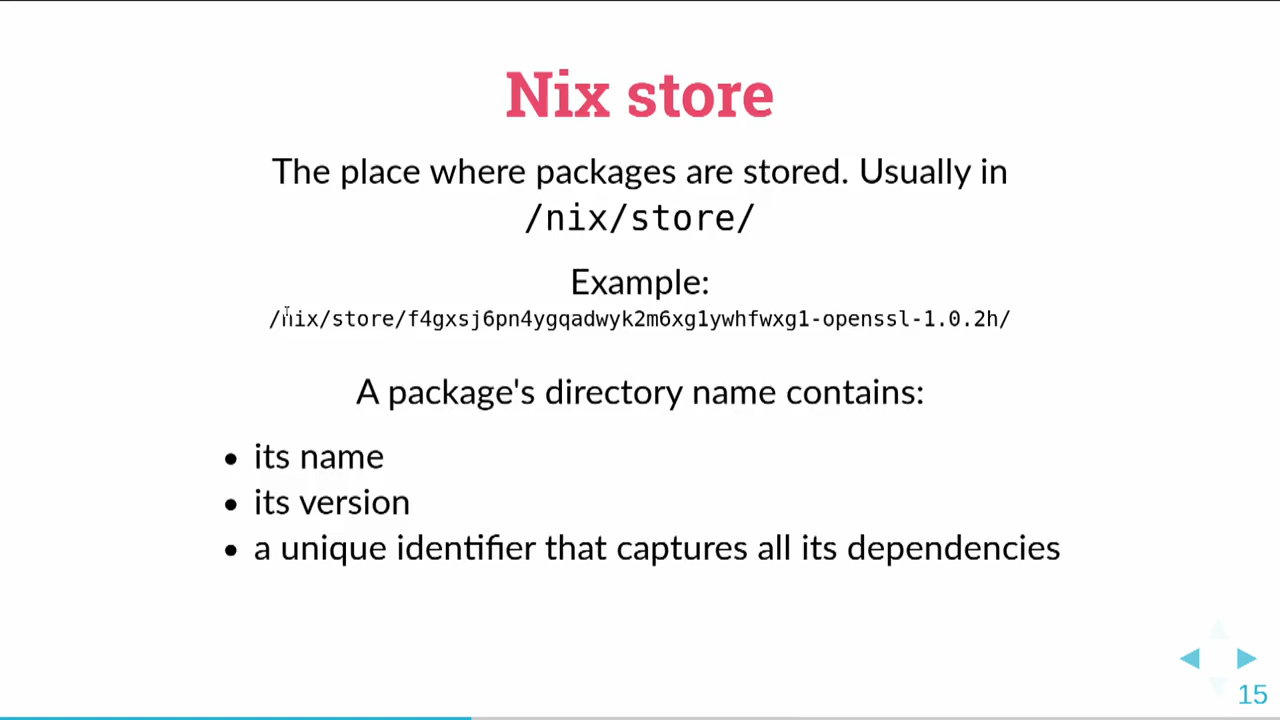 Nix store
The place where packages are stored. Usually in
/nix/store/
Example:
/nix/store/f4gxsj6pn4ygqadwyk2m6xg1ywhfwxg1-openssl-1.0.2h/
A package's directory name contains:
• its name
• its version
• a unique identifier that captures all its dependencies
15